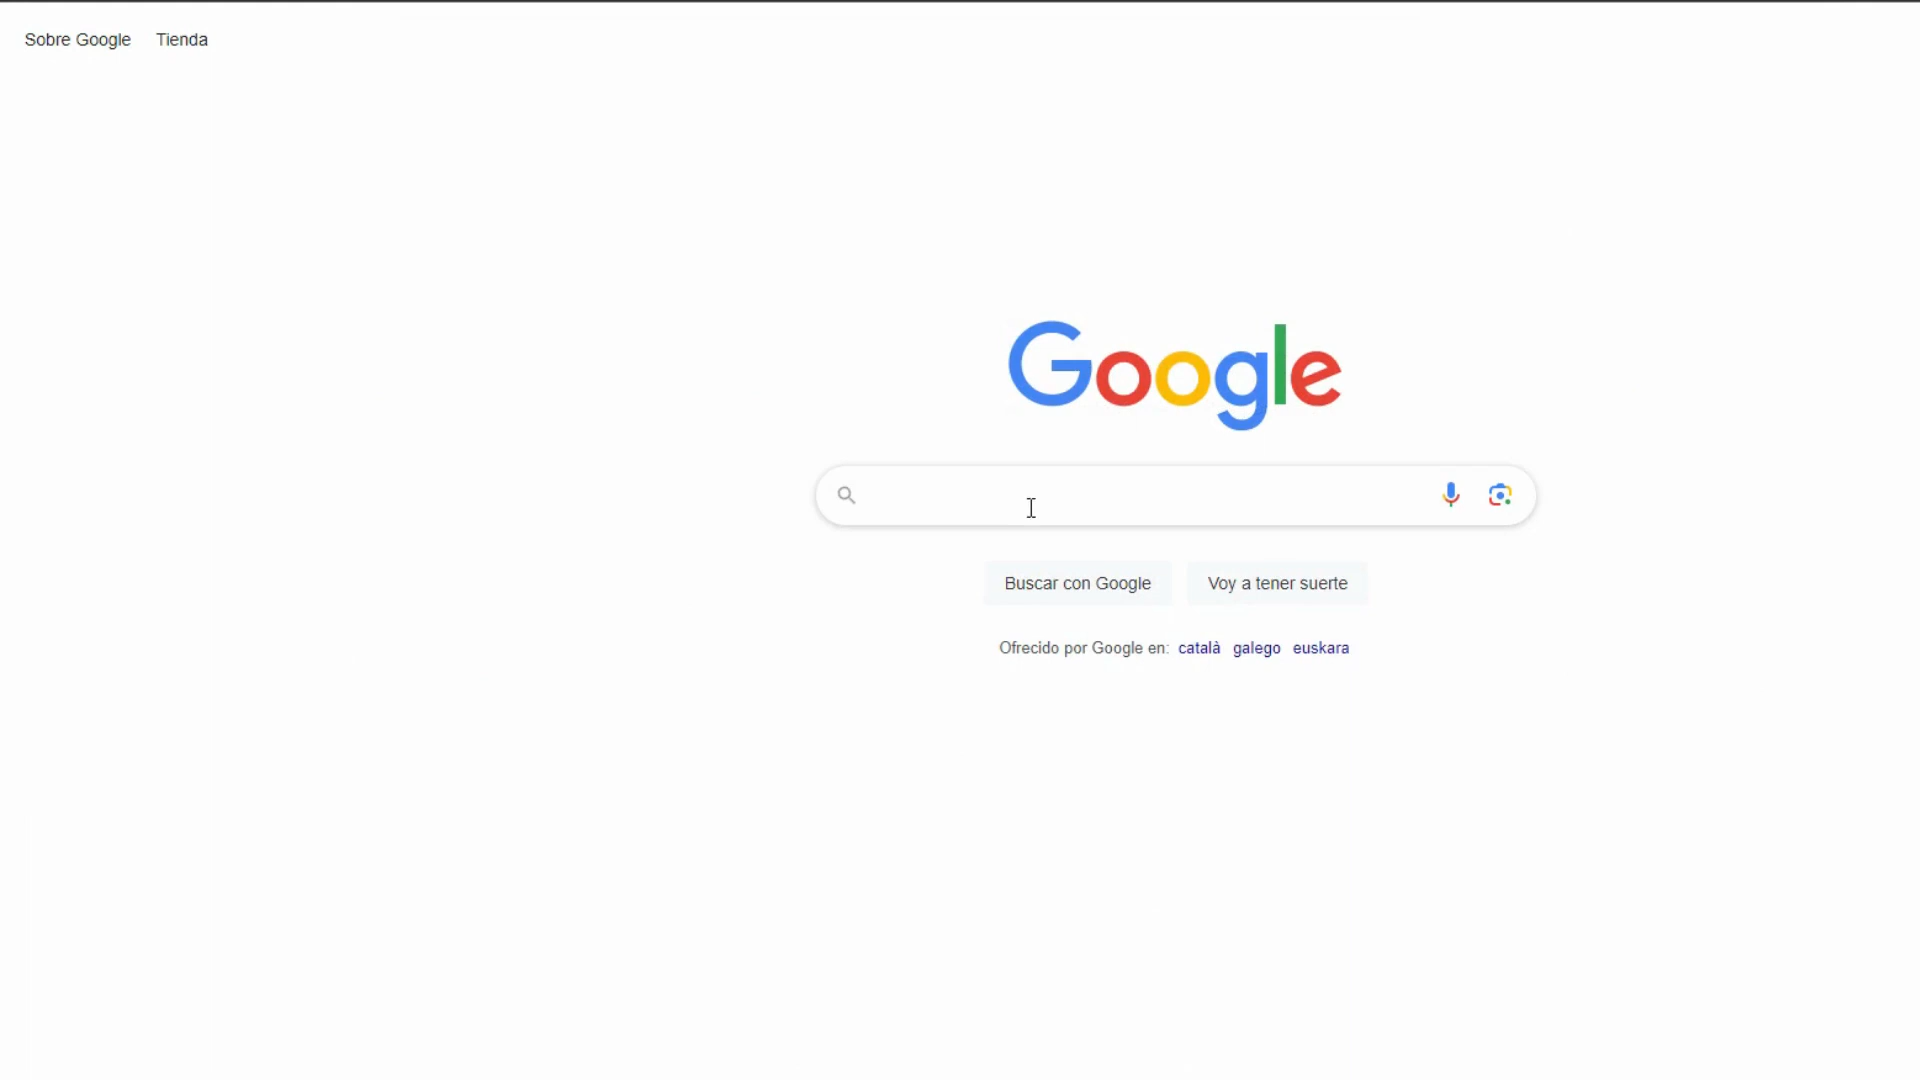 Sobre Google Tienda
Google
Buscar con Google Voy a tener suerte
Ofrecido por Google en: català galego euskara